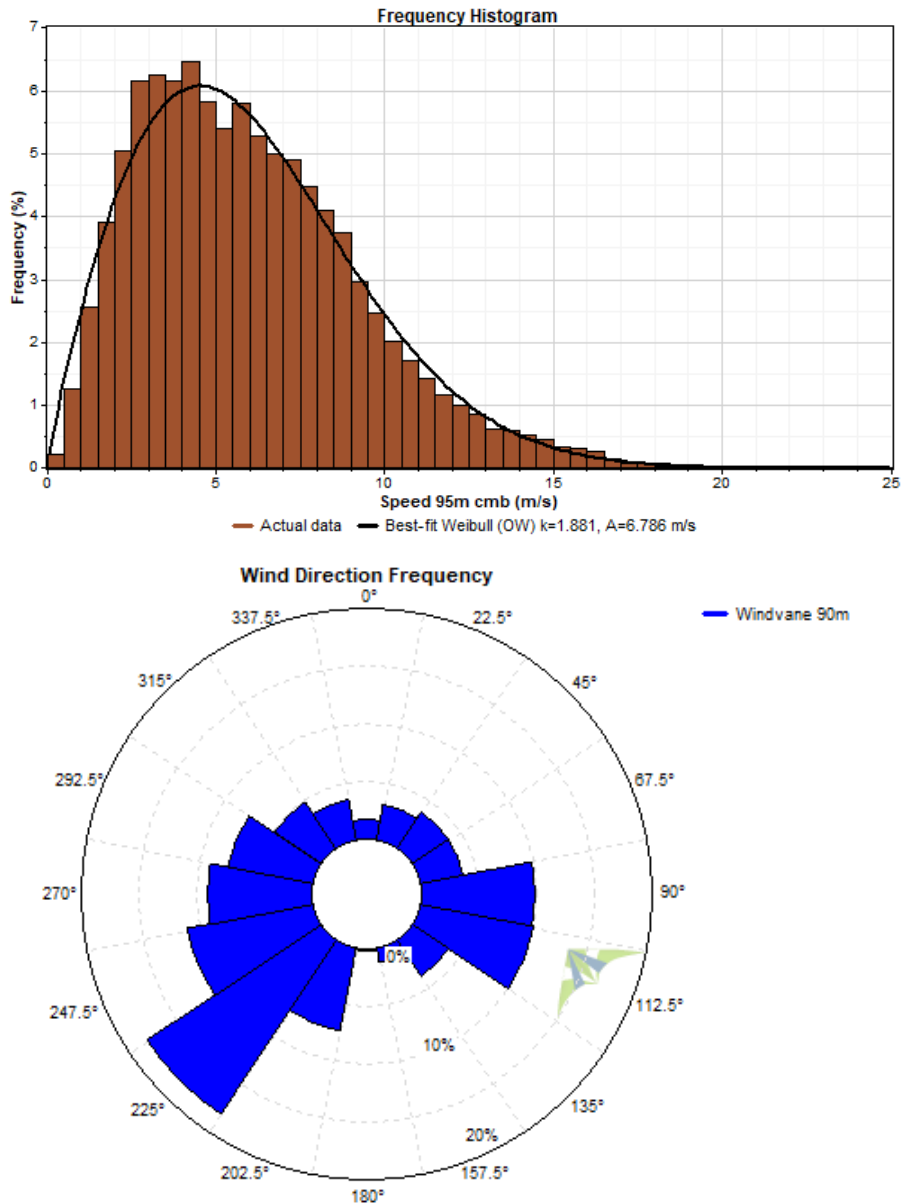 Frequency Histogram
7
6
5
4
3
2
1
0
Frequency (%)
0 5 10 15 20 25
Speed 95m cmb (m/s)
Actual data Best-fit Weibull (OW) k=1.881, A=6.786 m/s
Wind Direction Frequency
Windvane 90m
0°
337.5° 22.5°
315° 45°
292.5° 67.5°
270° 90°
0%
247.5° 112.5°
10%
225° 135°
20%
202.5° 157.5°
180°